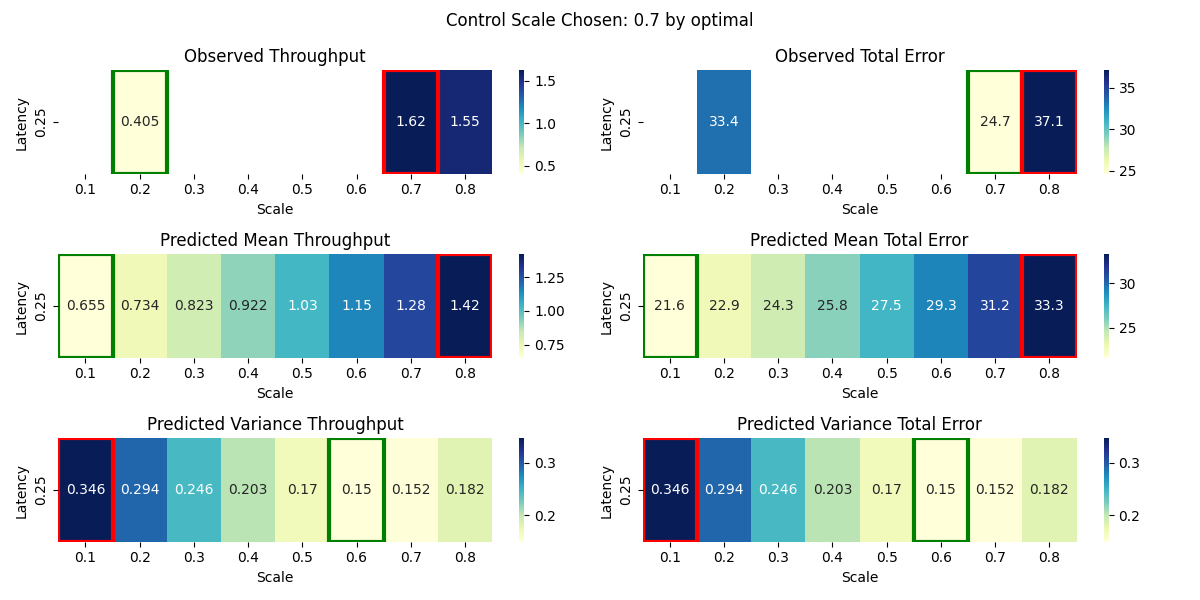 Control Scale Chosen: 0.7 by optimal
Observed Throughput
Latency
0.25
0.405 1.62 1.55
0.1 0.2 0.3 0.4 0.5 0.6 0.7 0.8
Scale
1.5
1.0
0.5
Observed Total Error
Latency
0.25
33.4 24.7 37.1
0.1 0.2 0.3 0.4 0.5 0.6 0.7 0.8
Scale
35
30
25
Predicted Mean Throughput
Latency
0.25
0.655 0.734 0.823 0.922 1.03 1.15 1.28 1.42
0.1 0.2 0.3 0.4 0.5 0.6 0.7 0.8
Scale
1.25
1.00
0.75
Predicted Mean Total Error
Latency
0.25
21.6 22.9 24.3 25.8 27.5 29.3 31.2 33.3
0.1 0.2 0.3 0.4 0.5 0.6 0.7 0.8
Scale
30
25
Predicted Variance Throughput
Latency
0.25
0.346 0.294 0.246 0.203 0.17 0.15 0.152 0.182
0.1 0.2 0.3 0.4 0.5 0.6 0.7 0.8
Scale
0.3
0.2
Predicted Variance Total Error
Latency
0.25
0.346 0.294 0.246 0.203 0.17 0.15 0.152 0.182
0.1 0.2 0.3 0.4 0.5 0.6 0.7 0.8
Scale
0.3
0.2